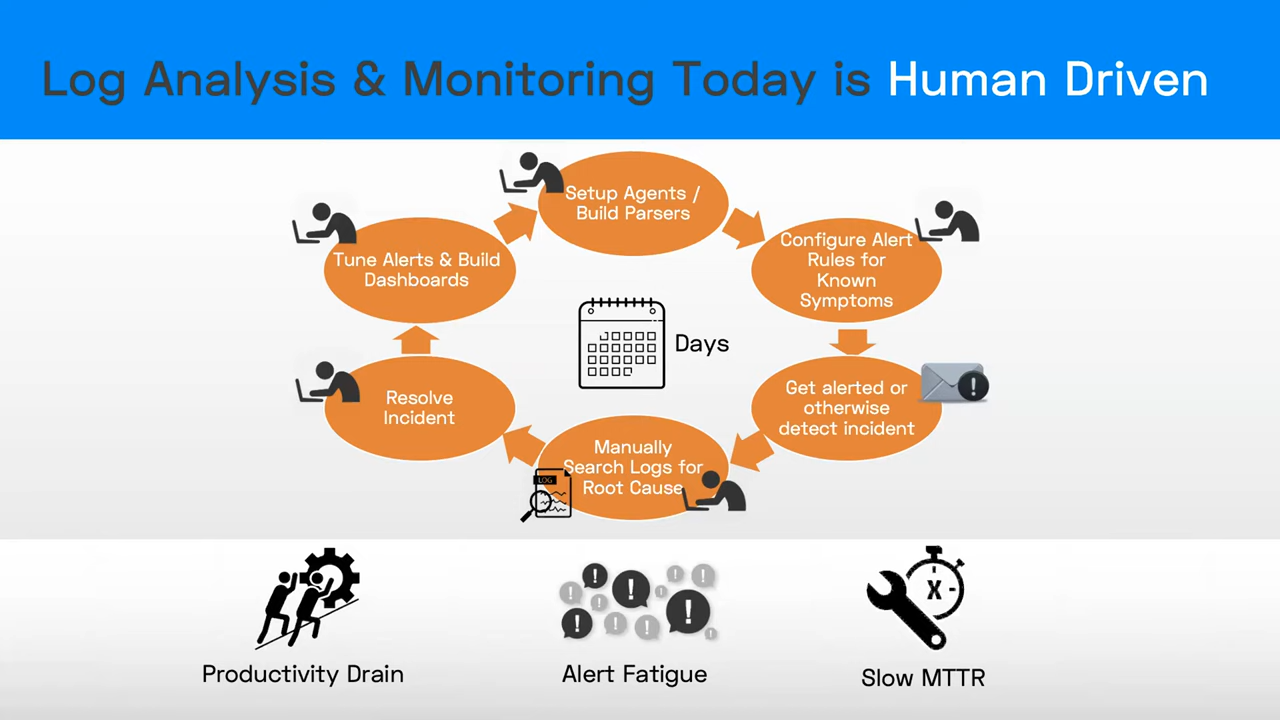 Log Analysis & Monitoring Today is Human Driven
Setup Agents /
Build Parsers
Configure Alert
Rules for
Known
Symptoms
Get alerted or
otherwise
detect incident
Manually
Search Logs for
Root Cause
LOG
Resolve
Incident
Tune Alerts & Build
Dashboards
Days
Productivity Drain
Alert Fatigue
X
Slow MTTR